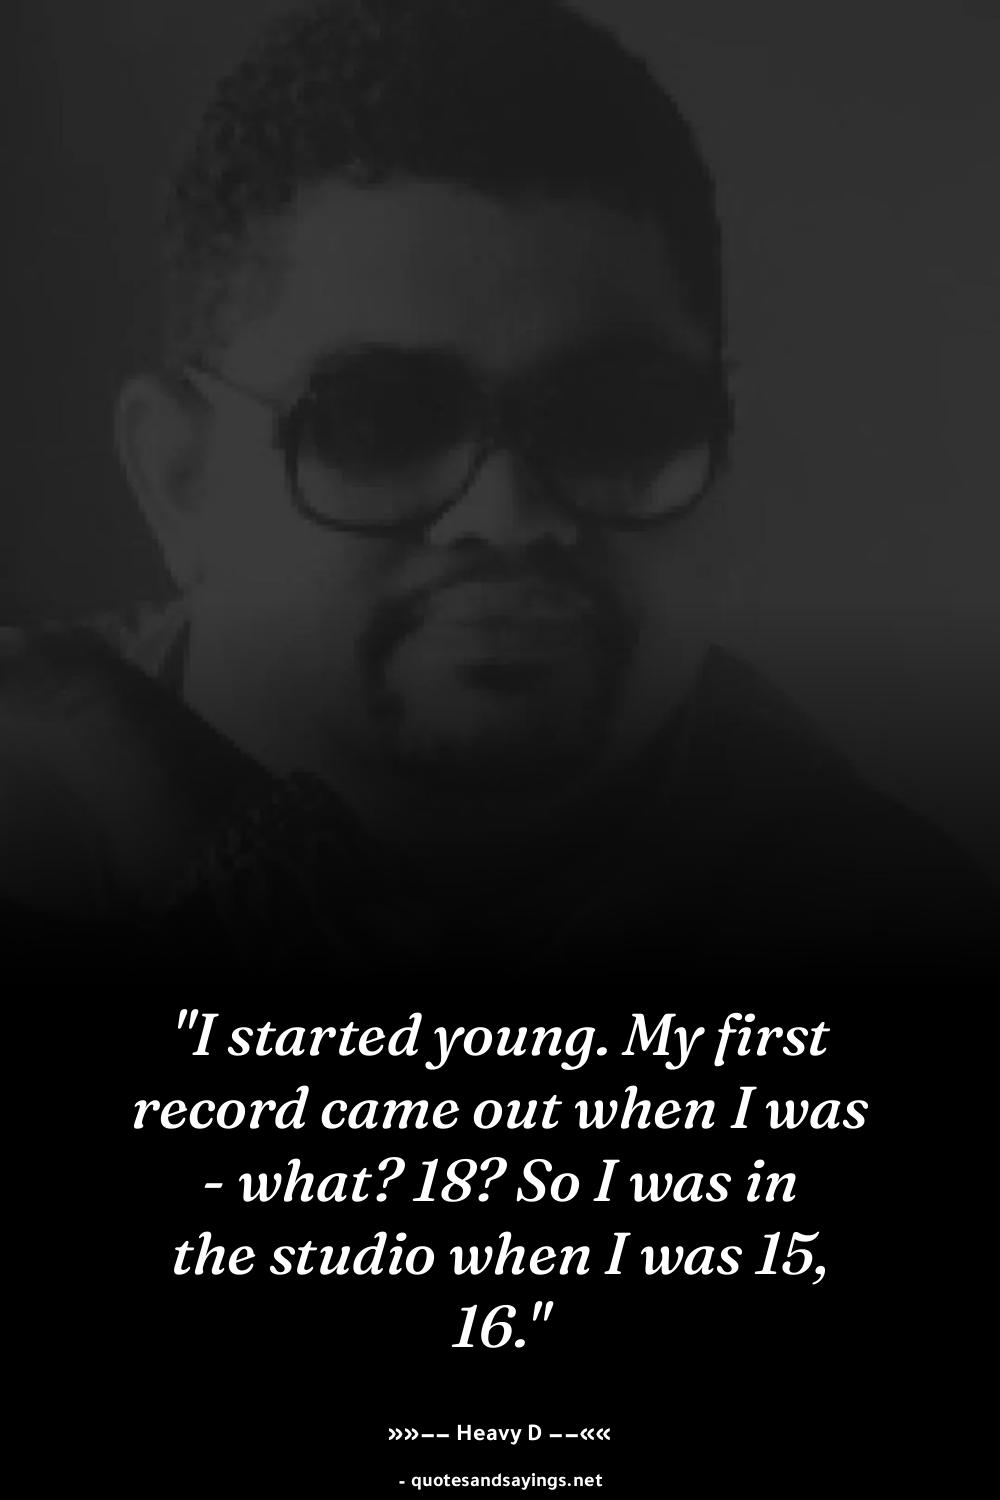 "I started young. My first
record came out when I was
- what? 18? So I was in
the studio when I was 15,
16."
»»–– Heavy D ––««
- quotesandsayings.net